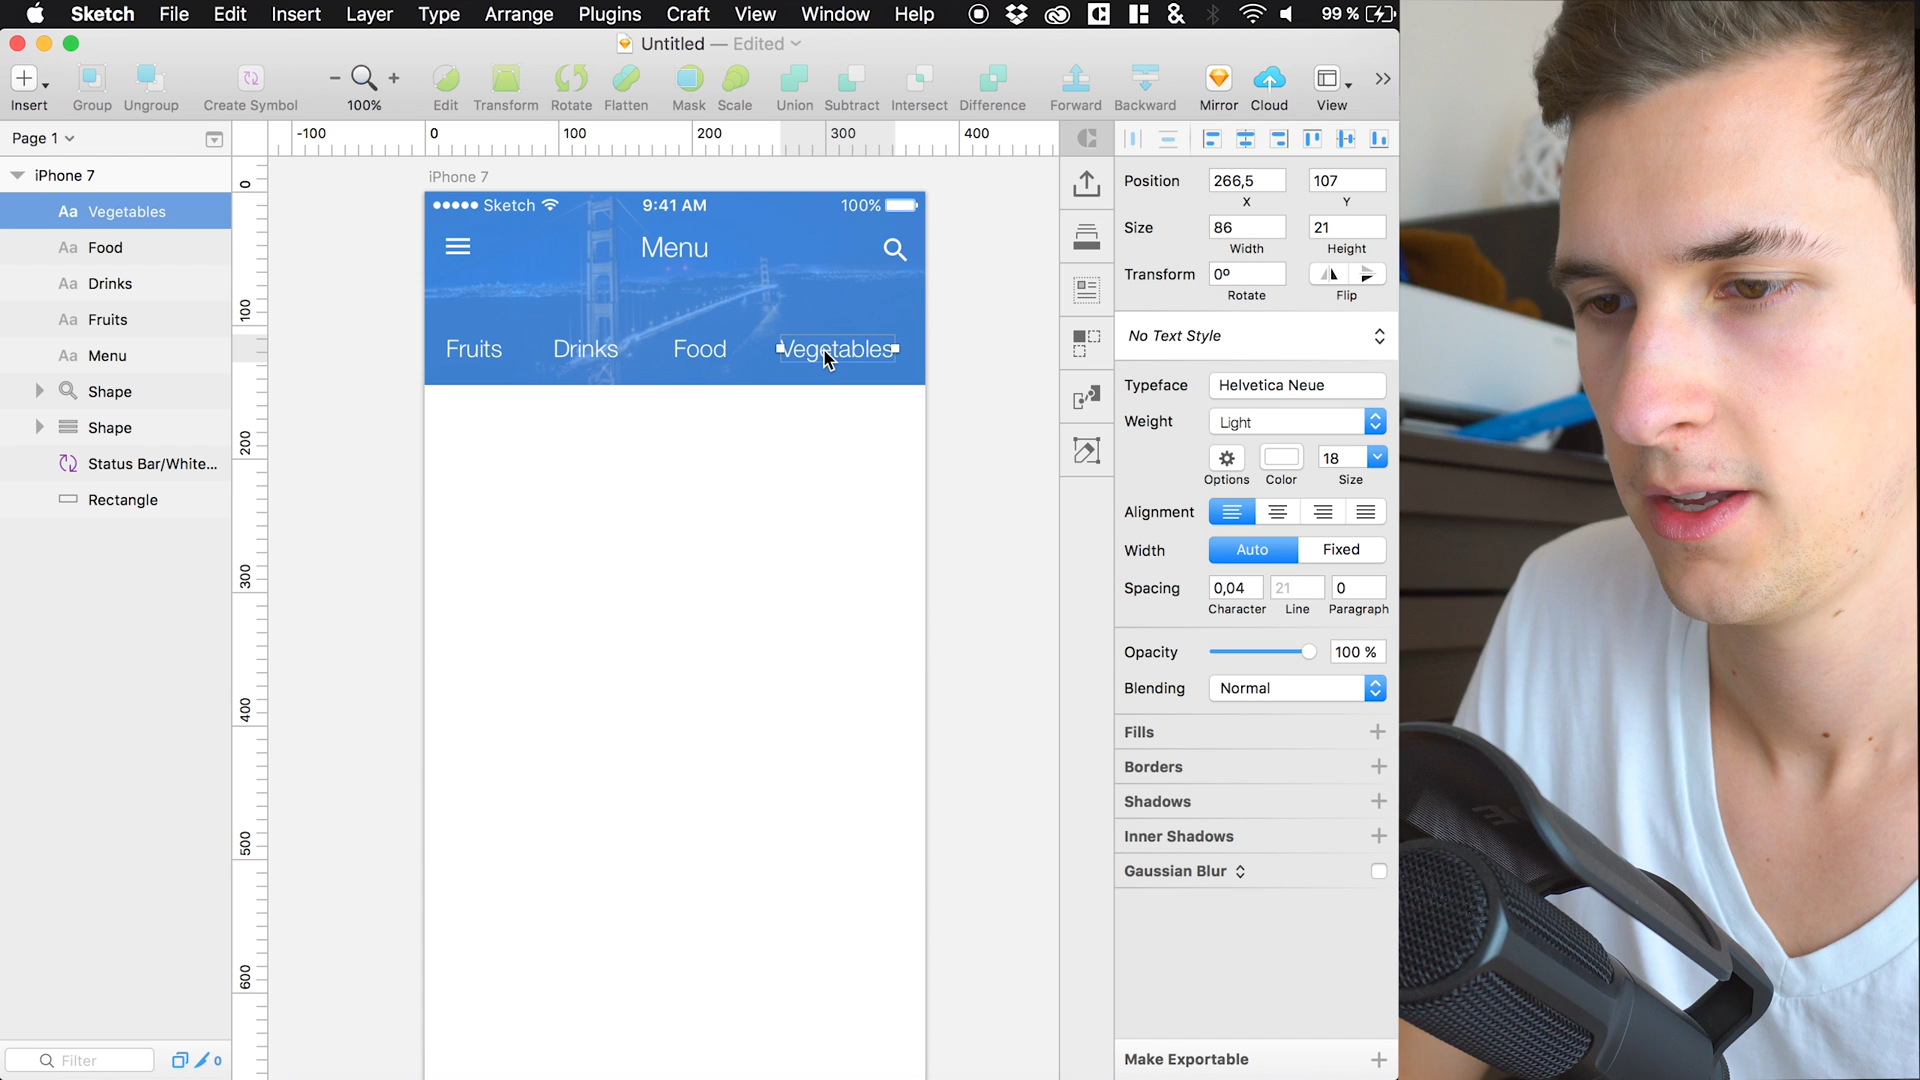 Sketch File Edit Insert Layer Type Arrange Plugins Craft View Window Help 99 %
Untitled — Edited
Insert Group Ungroup Create Symbol 100% Edit Transform Rotate Flatten Mask Scale Union Subtract Intersect Difference Forward Backward Mirror Cloud View
Page 1
-100 0 100 200 300 400
iPhone 7
Aa Vegetables
Aa Food
Aa Drinks
Aa Fruits
Aa Menu
Shape
Shape
Status Bar/White...
Rectangle
Filter
0
0
100
200
300
400
500
600
iPhone 7
Sketch 9:41 AM 100%
Menu
Fruits Drinks Food Vegetables
Position 266,5 107
X Y
Size 86 21
Width Height
Transform 0º
Rotate Flip
No Text Style
Typeface Helvetica Neue
Weight Light
18
Options Color Size
Alignment
Width Auto Fixed
Spacing 0,04 21 0
Character Line Paragraph
Opacity 100 %
Blending Normal
Fills
Borders
Shadows
Inner Shadows
Gaussian Blur
Make Exportable